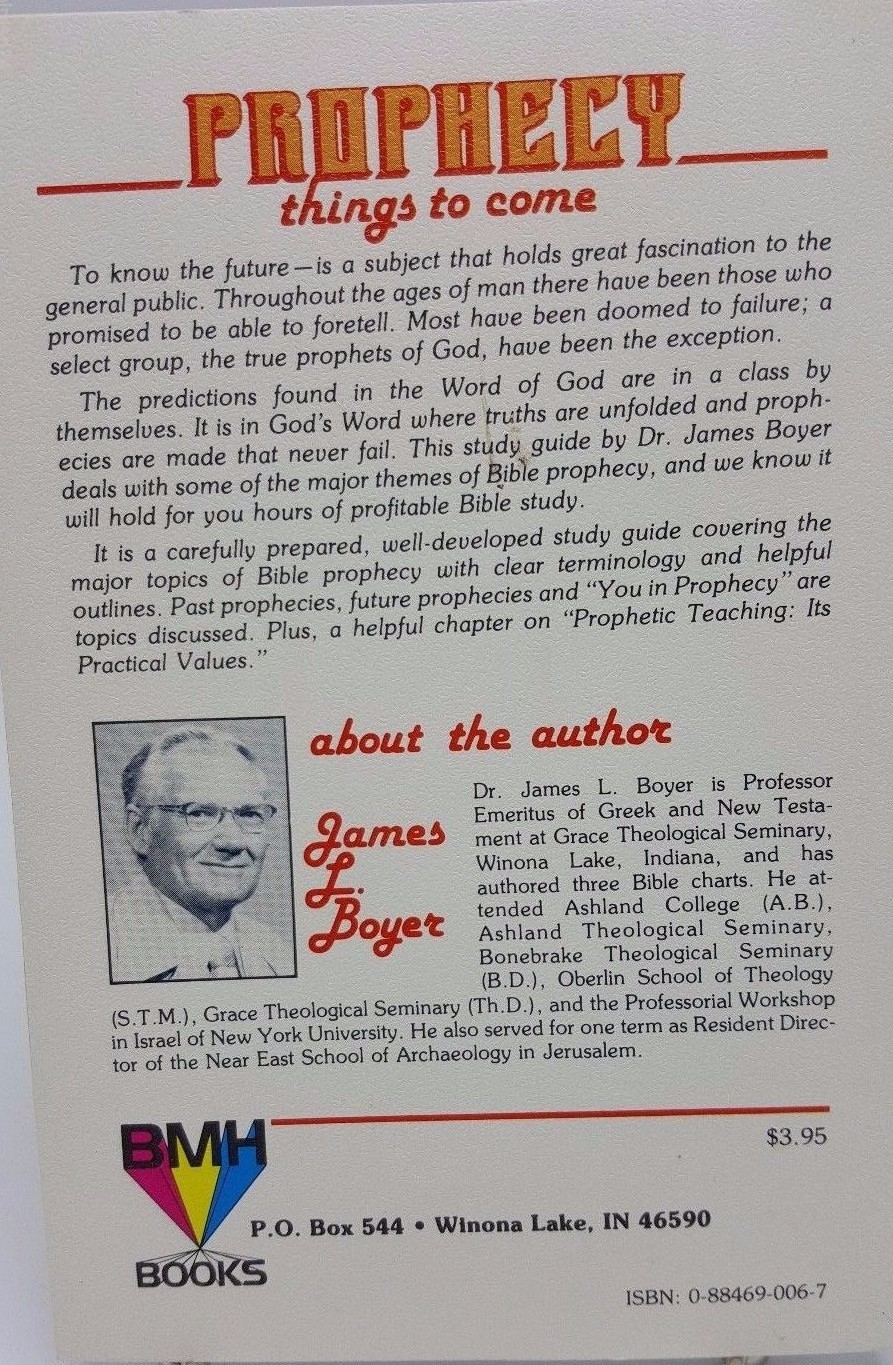 PROPHECY
things to come
To know the future—is a subject that holds great fascination to the
general public. Throughout the ages of man there have been those who
promised to be able to foretell. Most have been doomed to failure; a
select group, the true prophets of God, have been the exception.
The predictions found in the Word of God are in a class by
themselves. It is in God's Word where truths are unfolded and proph-
ecies are made that never fail. This study guide by Dr. James Boyer
deals with some of the major themes of Bible prophecy, and we know it
will hold for you hours of profitable Bible study.
It is a carefully prepared, well-developed study guide covering the
major topics of Bible prophecy with clear terminology and helpful
outlines. Past prophecies, future prophecies and "You in Prophecy" are
topics discussed. Plus, a helpful chapter on "Prophetic Teaching: Its
Practical Values."
about the author
James
L.
Boyer
Dr. James L. Boyer is Professor
Emeritus of Greek and New Testa-
ment at Grace Theological Seminary,
Winona Lake, Indiana, and has
authored three Bible charts. He at-
tended Ashland College (A.B.),
Ashland Theological Seminary,
Bonebrake Theological Seminary
(B.D.), Oberlin School of Theology
(S.T.M.), Grace Theological Seminary (Th.D.), and the Professorial Workshop
in Israel of New York University. He also served for one term as Resident Direc-
tor of the Near East School of Archaeology in Jerusalem.
BMH
$3.95
P.O. Box 544 • Winona Lake, IN 46590
BOOKS
ISBN: 0-88469-006-7